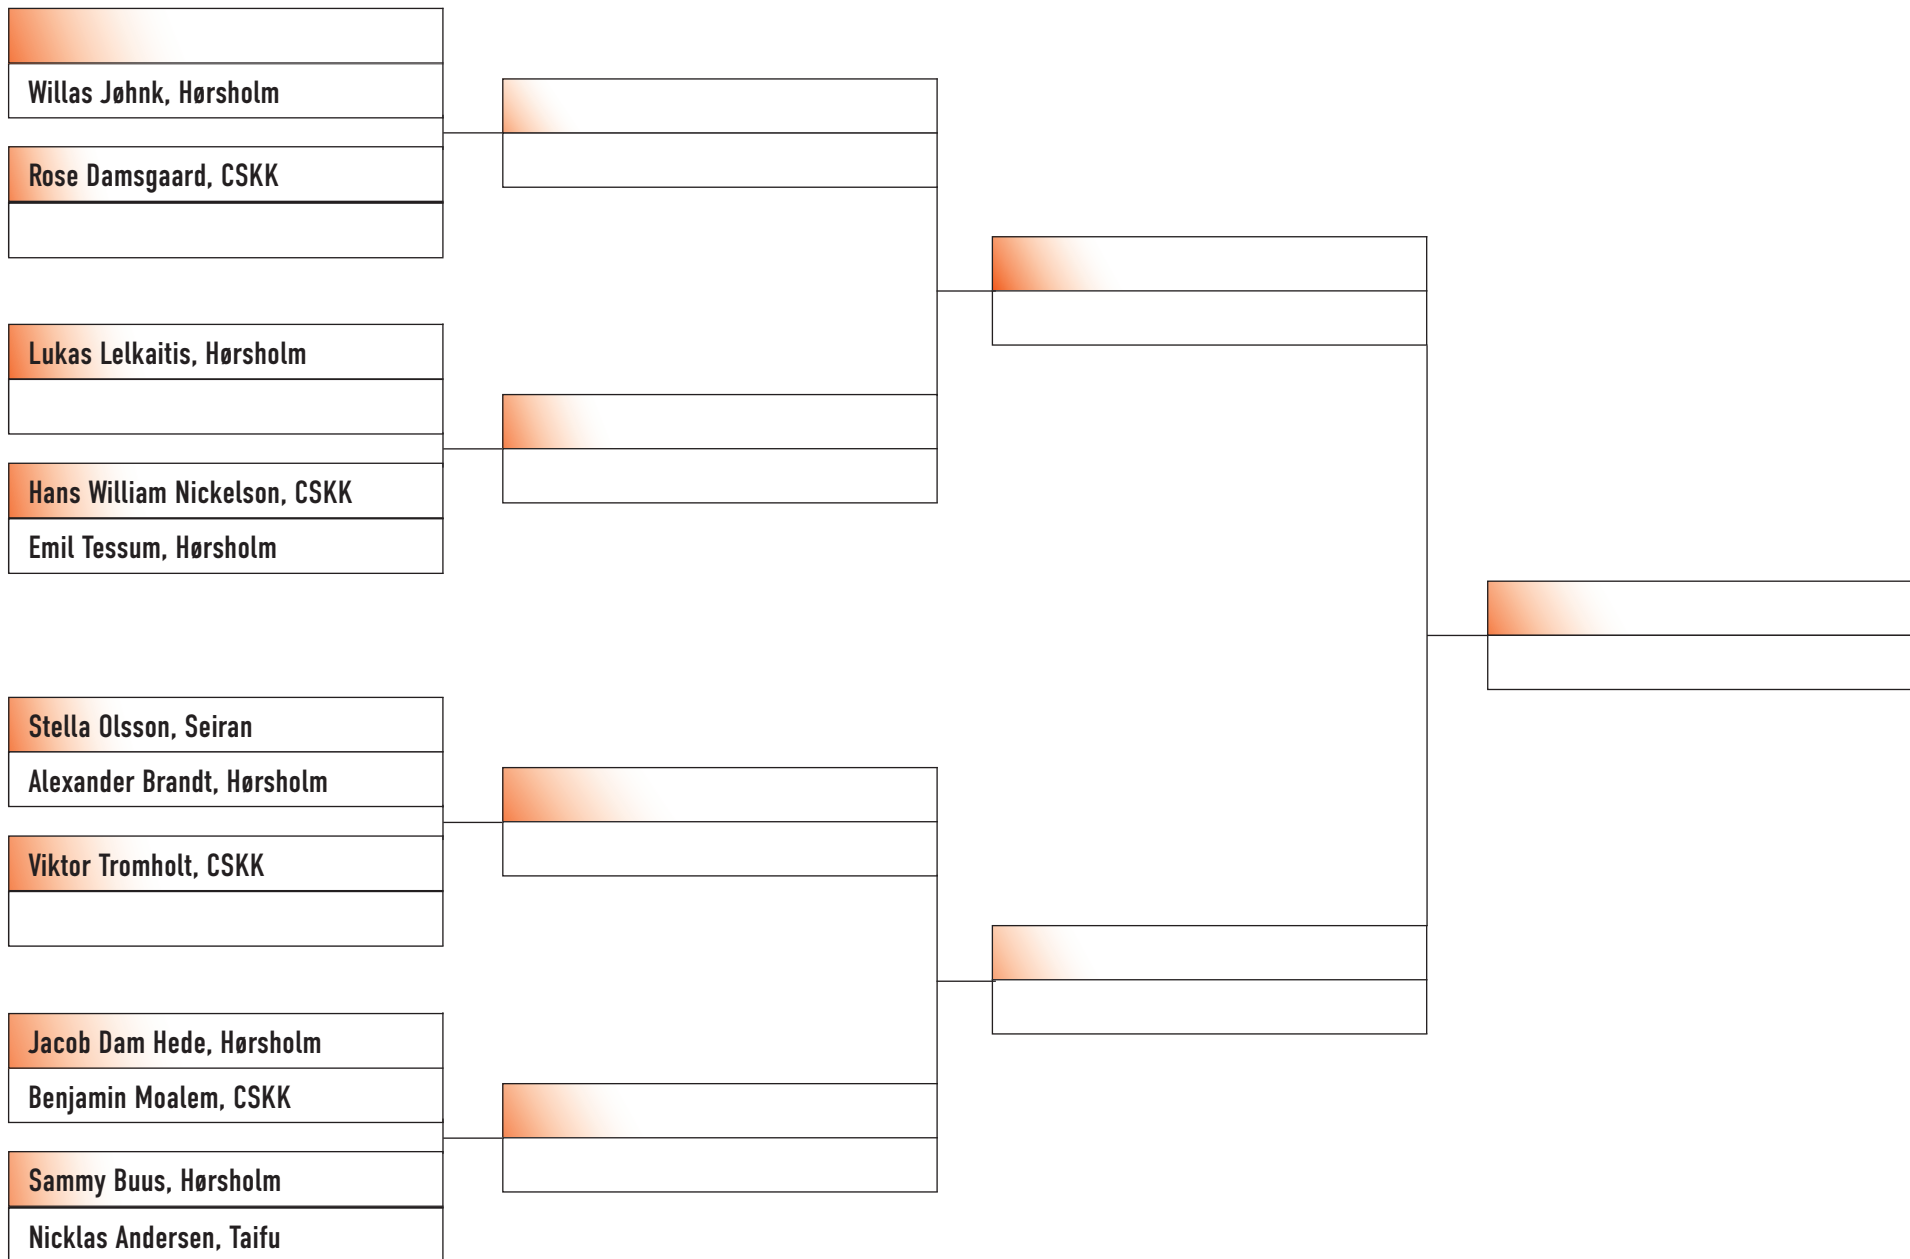 Willas Jøhnk, Hørsholm
Rose Damsgaard, CSKK
Lukas Lelkaitis, Hørsholm
Hans William Nickelson, CSKK
Emil Tessum, Hørsholm
Stella Olsson, Seiran
Alexander Brandt, Hørsholm
Viktor Tromholt, CSKK
Jacob Dam Hede, Hørsholm
Benjamin Moalem, CSKK
Sammy Buus, Hørsholm
Nicklas Andersen, Taifu